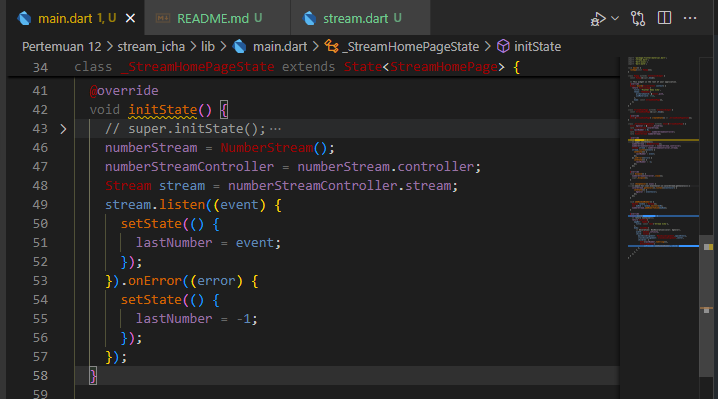 main.dart 1, U README.md U stream.dart U
Pertemuan 12 > stream_icha > lib > main.dart > _StreamHomePageState > initState
34 class _StreamHomePageState extends State<StreamHomePage> {
41 @override
42 void initState() {
43 // super.initState(); ⋯
46 numberStream = NumberStream();
47 numberStreamController = numberStream.controller;
48 Stream stream = numberStreamController.stream;
49 stream.listen((event) {
50 setState(() {
51 lastNumber = event;
52 });
53 }).onError((error) {
54 setState(() {
55 lastNumber = -1;
56 });
57 });
58 }
59